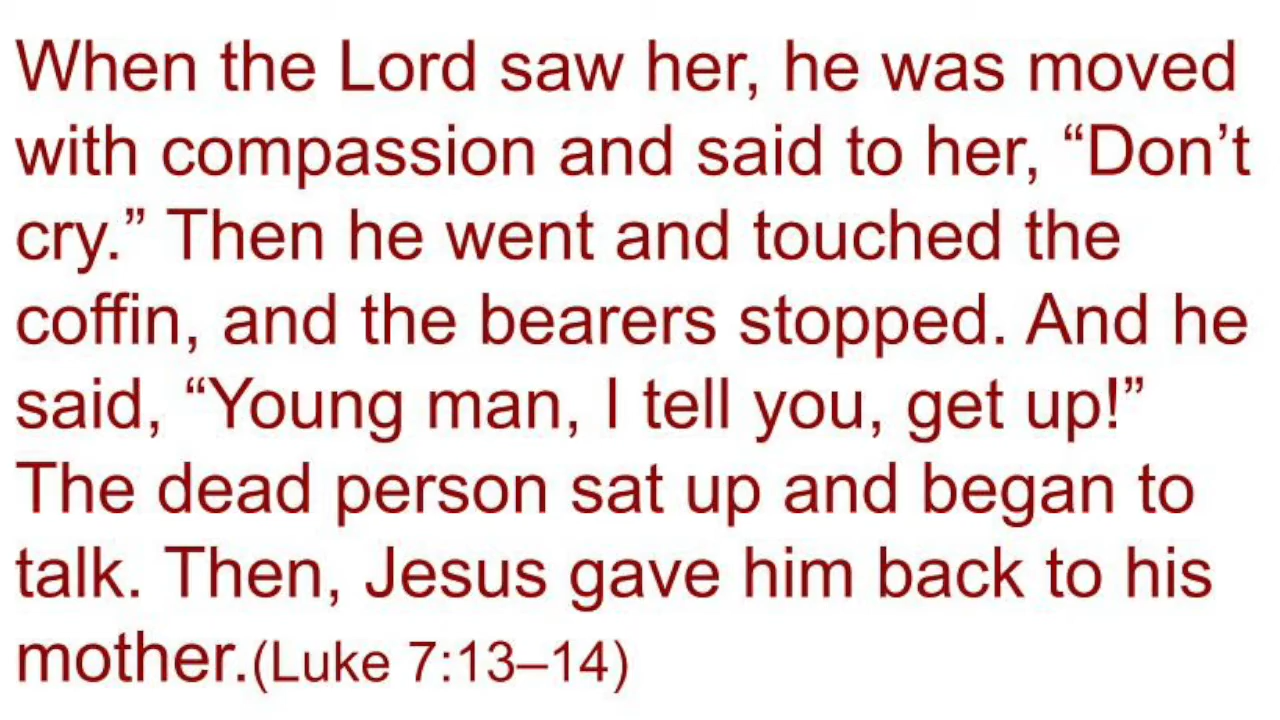 When the Lord saw her, he was moved
with compassion and said to her, “Don’t
cry.” Then he went and touched the
coffin, and the bearers stopped. And he
said, “Young man, I tell you, get up!”
The dead person sat up and began to
talk. Then, Jesus gave him back to his
mother.(Luke 7:13–14)